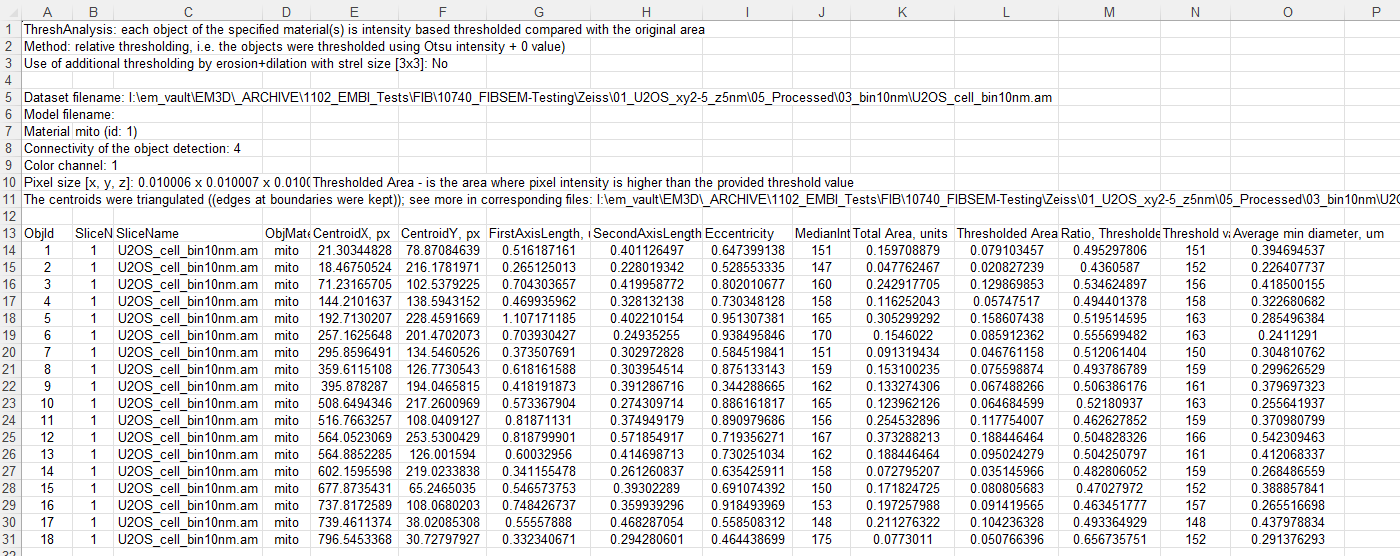 A B C D E F G H I J K L M N O P
1 ThreshAnalysis: each object of the specified material(s) is intensity based thresholded compared with the original area
2 Method: relative thresholding, i.e. the objects were thresholded using Otsu intensity + 0 value)
3 Use of additional thresholding by erosion+dilation with strel size [3x3]: No
4
5 Dataset filename: I:\em_vault\EM3D\_ARCHIVE\1102_EMBI_Tests\FIB\10740_FIBSEM-Testing\Zeiss\01_U2OS_xy2-5_z5nm\05_Processed\03_bin10nm\U2OS_cell_bin10nm.am
6 Model filename:
7 Material mito (id: 1)
8 Connectivity of the object detection: 4
9 Color channel: 1
10 Pixel size [x, y, z]: 0.010006 x 0.010007 x 0.010( Thresholded Area - is the area where pixel intensity is higher than the provided threshold value
11 The centroids were triangulated ((edges at boundaries were kept)); see more in corresponding files: I:\em_vault\EM3D\_ARCHIVE\1102_EMBI_Tests\FIB\10740_FIBSEM-Testing\Zeiss\01_U2OS_xy2-5_z5nm\05_Processed\03_bin10nm\U2O
12
13 ObjId SliceN SliceName ObjMate CentroidX, px CentroidY, px FirstAxisLength, SecondAxisLength Eccentricity MedianInt Total Area, units Thresholded Area Ratio, Thresholde Threshold va Average min diameter, um
14 1 1 U2OS_cell_bin10nm.am mito 21.30344828 78.87084639 0.516187161 0.401126497 0.647399138 151 0.159708879 0.079103457 0.495297806 151 0.394694537
15 2 1 U2OS_cell_bin10nm.am mito 18.46750524 216.1781971 0.265125013 0.228019342 0.528553335 147 0.047762467 0.020827239 0.4360587 152 0.226407737
16 3 1 U2OS_cell_bin10nm.am mito 71.23165705 102.5379225 0.704303657 0.419958772 0.802010677 160 0.242917705 0.129869853 0.534624897 156 0.418500155
17 4 1 U2OS_cell_bin10nm.am mito 144.2101637 138.5943152 0.469935962 0.328132138 0.730348128 158 0.116252043 0.05747517 0.494401378 158 0.322680682
18 5 1 U2OS_cell_bin10nm.am mito 192.7130207 228.4591669 1.107171185 0.402210154 0.951307381 165 0.305299292 0.158607438 0.519514595 163 0.285496384
19 6 1 U2OS_cell_bin10nm.am mito 257.1625648 201.4702073 0.703930427 0.24935255 0.938495846 170 0.1546022 0.085912362 0.555699482 163 0.2411291
20 7 1 U2OS_cell_bin10nm.am mito 295.8596491 134.5460526 0.373507691 0.302972828 0.584519841 151 0.091319434 0.046761158 0.512061404 150 0.304810762
21 8 1 U2OS_cell_bin10nm.am mito 359.6115108 126.7730543 0.618161588 0.303954514 0.875133143 159 0.153100235 0.075598874 0.493786789 159 0.299626529
22 9 1 U2OS_cell_bin10nm.am mito 395.878287 194.0465815 0.418191873 0.391286716 0.344288665 162 0.133274306 0.067488266 0.506386176 161 0.379697323
23 10 1 U2OS_cell_bin10nm.am mito 508.6494346 217.2600969 0.573367904 0.274309714 0.886161817 165 0.123962126 0.064684599 0.52180937 163 0.255641937
24 11 1 U2OS_cell_bin10nm.am mito 516.7663257 108.0409127 0.81871131 0.374949179 0.890979686 156 0.254532896 0.117754007 0.462627852 159 0.370980799
25 12 1 U2OS_cell_bin10nm.am mito 564.0523069 253.5300429 0.818799901 0.571854917 0.719356271 167 0.373288213 0.188446464 0.504828326 166 0.542309463
26 13 1 U2OS_cell_bin10nm.am mito 564.8852285 126.001594 0.60032956 0.414698713 0.730251034 162 0.188446464 0.095024279 0.504250797 161 0.412068337
27 14 1 U2OS_cell_bin10nm.am mito 602.1595598 219.0233838 0.341155478 0.261260837 0.635425911 158 0.072795207 0.035145966 0.482806052 159 0.268486559
28 15 1 U2OS_cell_bin10nm.am mito 677.8735431 65.2465035 0.546573753 0.39302289 0.691074392 150 0.171824725 0.080805683 0.47027972 152 0.388857841
29 16 1 U2OS_cell_bin10nm.am mito 737.8172589 108.0680203 0.748426737 0.359939296 0.918493969 153 0.197257988 0.091419565 0.463451777 157 0.265516698
30 17 1 U2OS_cell_bin10nm.am mito 739.4611374 38.02085308 0.55557888 0.468287054 0.558508312 148 0.211276322 0.104236328 0.493364929 148 0.437978834
31 18 1 U2OS_cell_bin10nm.am mito 796.5453368 30.72797927 0.332340671 0.294280601 0.464438699 175 0.0773011 0.050766396 0.656735751 152 0.291376293